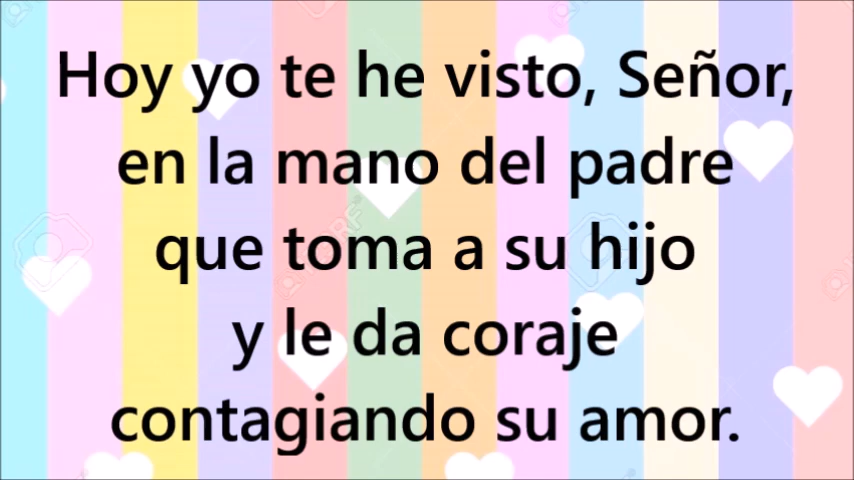 Hoy yo te he visto, Señor,
en la mano del padre
que toma a su hijo
y le da coraje
contagiando su amor.